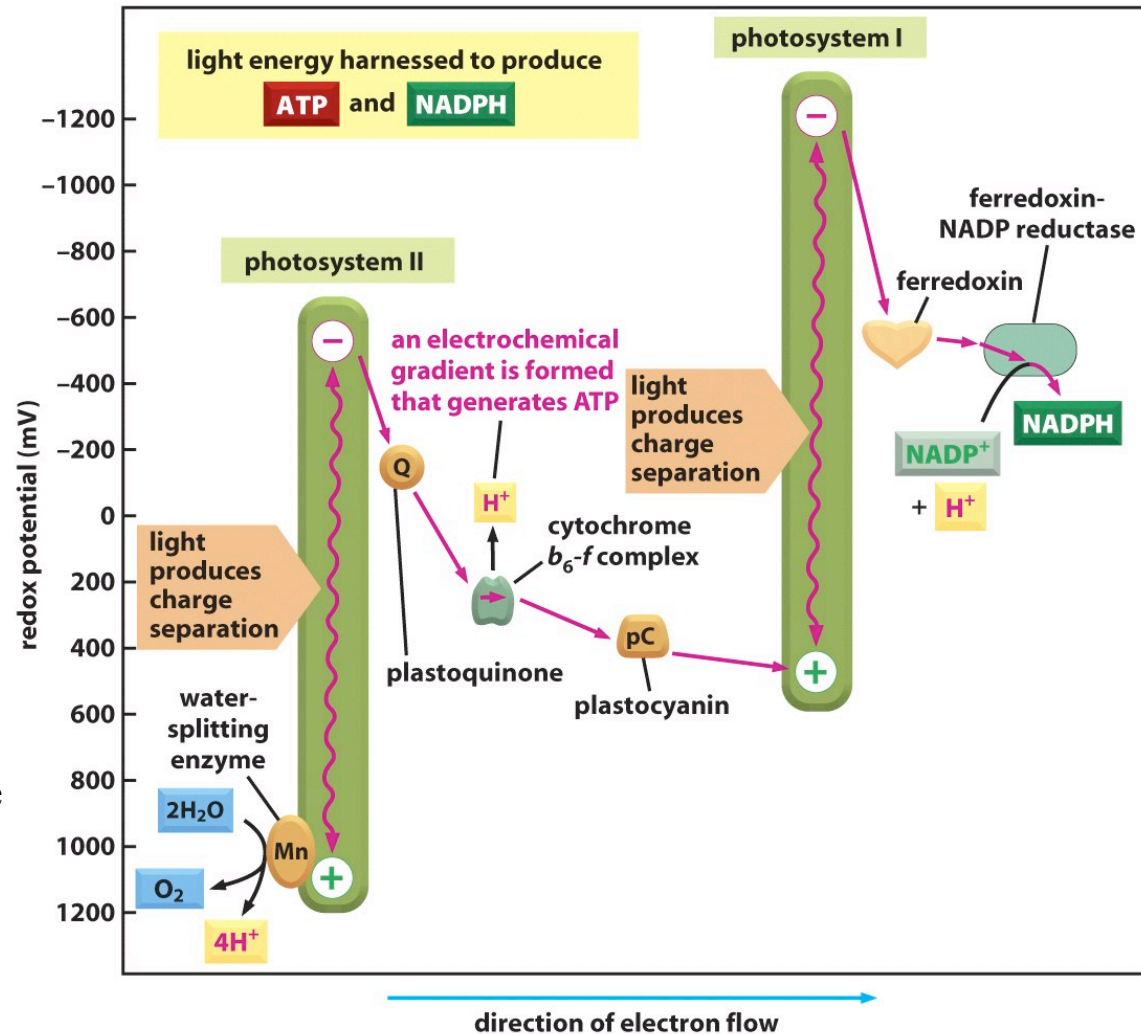 photosystem I
light energy harnessed to produce
ATP and NADPH
–1200
–1000
–800
–600
–400
–200
0
200
400
600
800
1000
1200
redox potential (mV)
photosystem II
–
–
ferredoxin-
NADP reductase
ferredoxin
an electrochemical
gradient is formed
that generates ATP
light
produces
charge
separation
NADPH
NADP⁺
+ H⁺
Q
H⁺
cytochrome
b₆-f complex
light
produces
charge
separation
pC
+
plastoquinone
plastocyanin
water-
splitting
enzyme
2H₂O
Mn
+
O₂
4H⁺
e
direction of electron flow